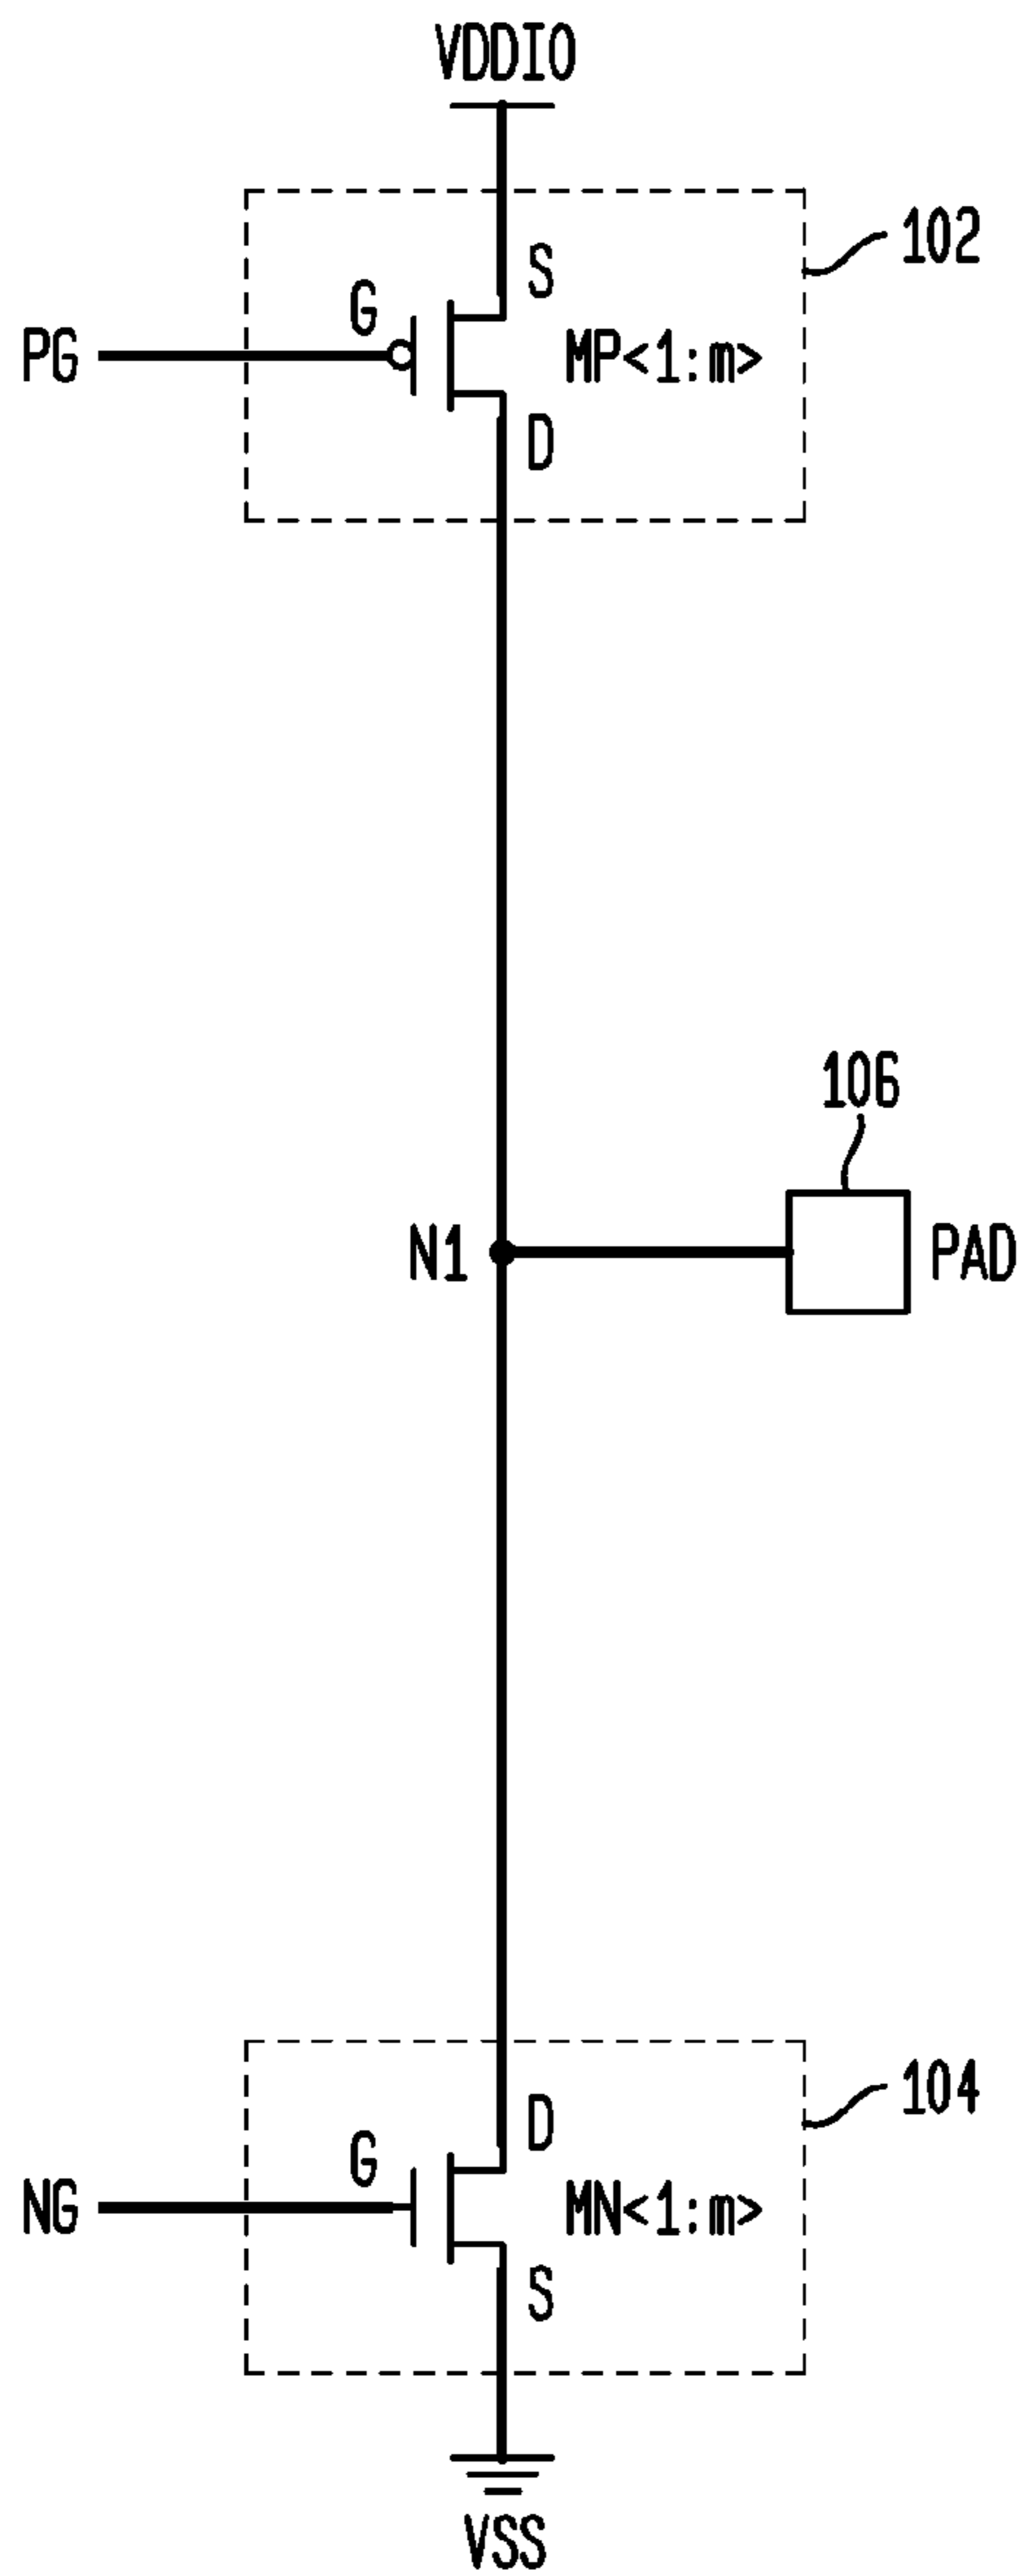 VDDIO
102
S
G
PG
MP<1:m>
D
106
N1
PAD
104
D
G
NG
MN<1:m>
S
VSS